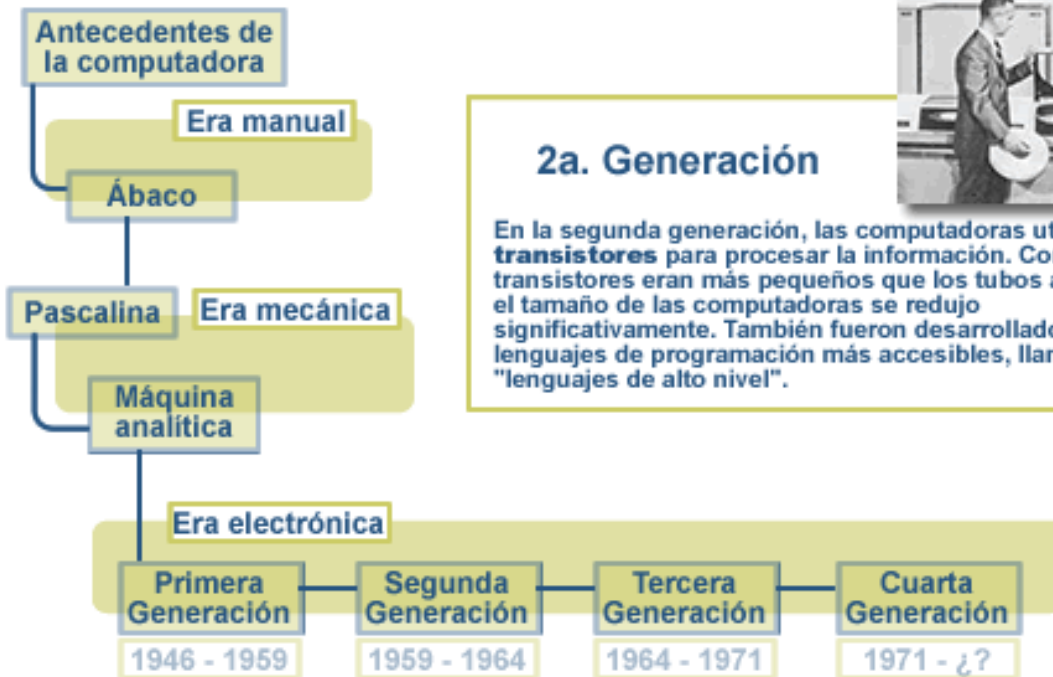 Antecedentes de
la computadora
Era manual
Ábaco
Pascalina
Era mecánica
Máquina
analítica
2a. Generación
En la segunda generación, las computadoras
transistores para procesar la información.
transistores eran más pequeños que los tubos
el tamaño de las computadoras se redujo
significativamente. También fueron
lenguajes de programación más accesibles,
"lenguajes de alto nivel".
Era electrónica
Primera
Generación
1946 - 1959
Segunda
Generación
1959 - 1964
Tercera
Generación
1964 - 1971
Cuarta
Generación
1971 - ¿?